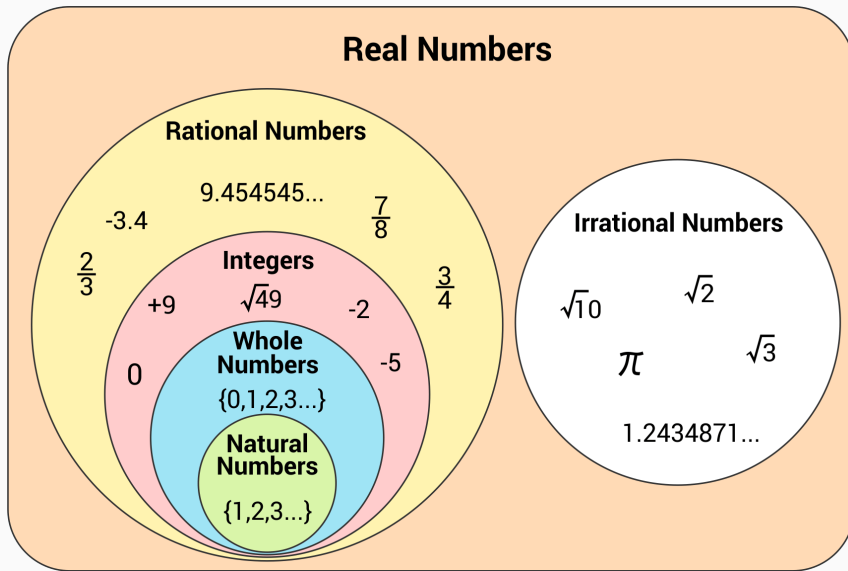 Real Numbers
Rational Numbers
9.454545...
-3.4
7/8
2/3
3/4
Integers
+9
√49
-2
0
-5
Whole
Numbers
{0,1,2,3...}
Natural
Numbers
{1,2,3...}
Irrational Numbers
√10
√2
π
√3
1.2434871...